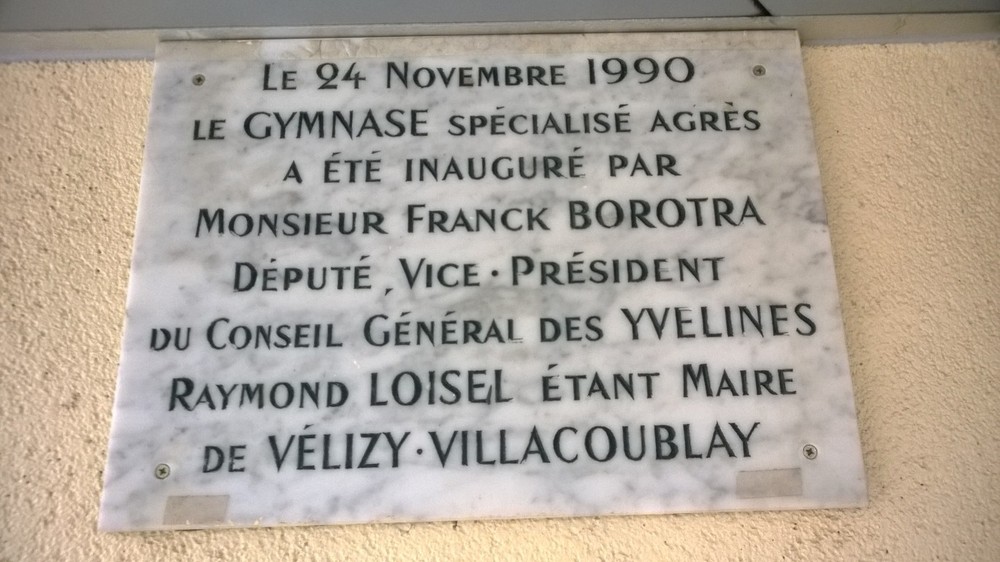 Le 24 Novembre 1990
le GYMNASE spécialisé agrès
a été inauguré par
Monsieur Franck BOROTRA
Député, Vice·Président
du Conseil Général des YVELINES
Raymond LOISEL étant Maire
de VÉLIZY·VILLACOUBLAY